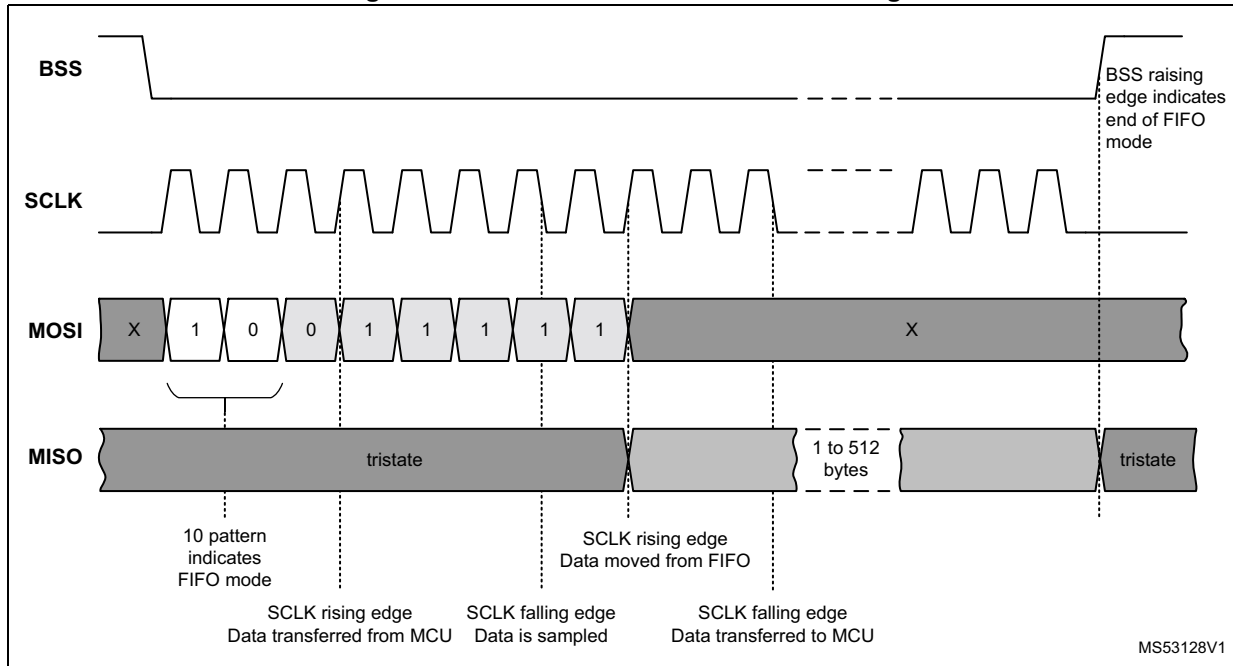 BSS
BSS raising
edge indicates
end of FIFO
mode
SCLK
MOSI
X
1
0
0
1
1
1
1
1
X
MISO
tristate
1 to 512
bytes
tristate
10 pattern
indicates
FIFO mode
SCLK rising edge
Data moved from FIFO
SCLK rising edge
Data transferred from MCU
SCLK falling edge
Data is sampled
SCLK falling edge
Data transferred to MCU
MS53128V1